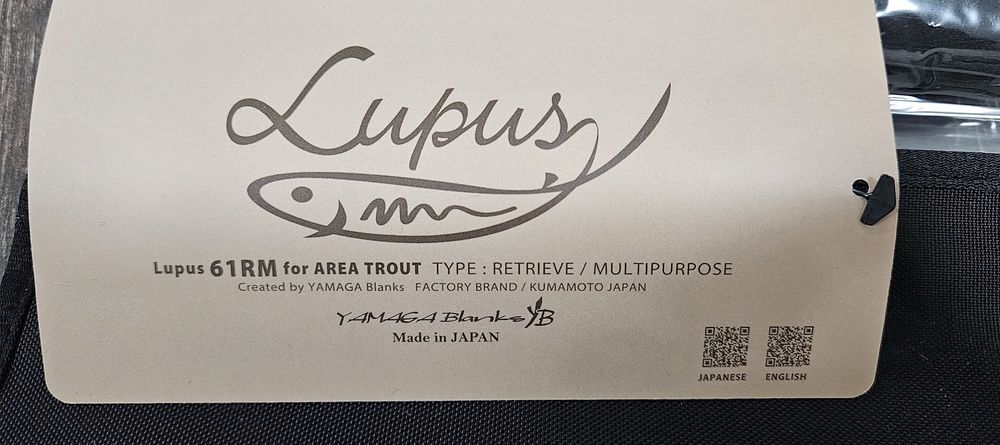 Lupus
Lupus 61RM for AREA TROUT TYPE : RETRIEVE / MULTIPURPOSE
Created by YAMAGA Blanks FACTORY BRAND / KUMAMOTO JAPAN
YAMAGA Blanks YB
Made in JAPAN
JAPANESE ENGLISH